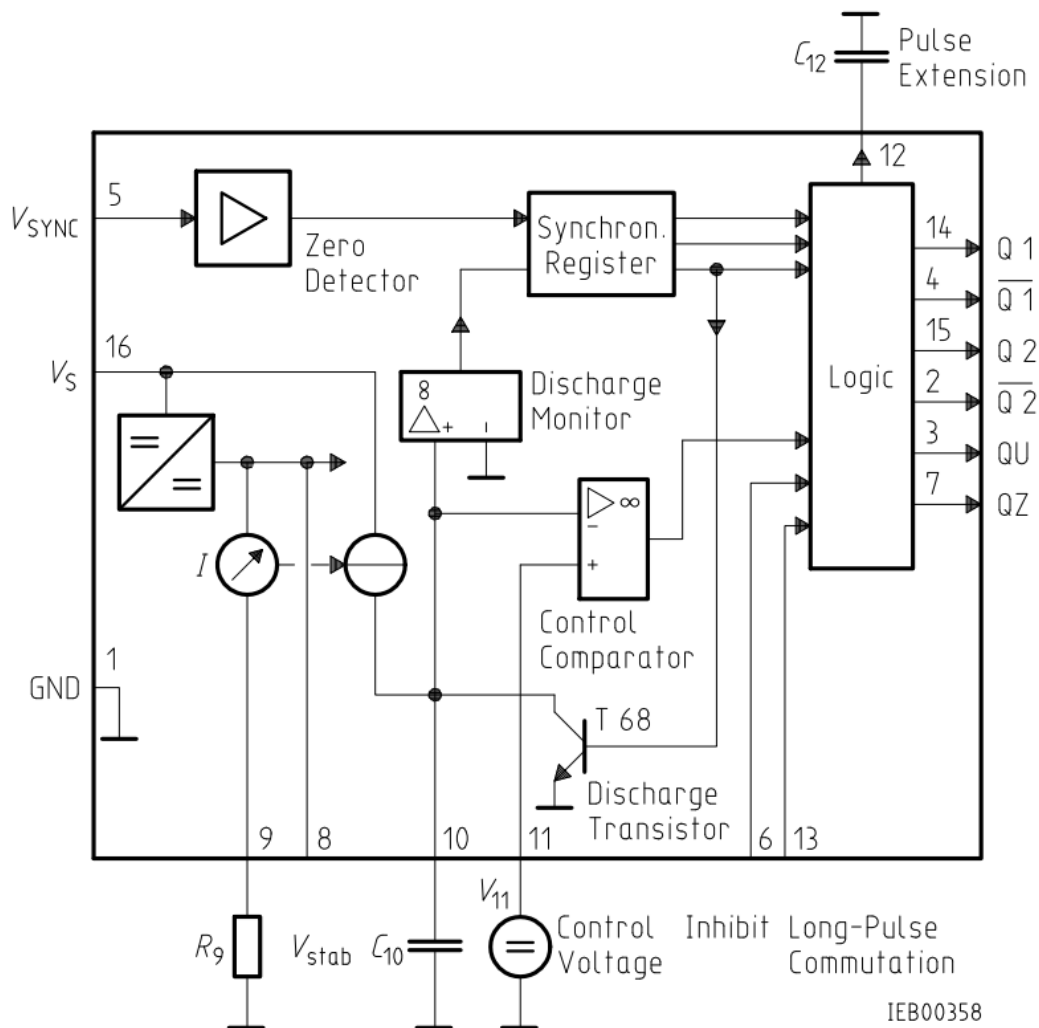 C12
Pulse
Extension
12
5
VSYNC
Zero
Detector
Synchron.
Register
14
Q 1
4
Q̅1̅
15
Q 2
2
Q̅2̅
3
QU
7
QZ
Logic
16
VS
8
+ −
Discharge
Monitor
=
=
I
▷ ∞
−
+
Control
Comparator
1
GND
T 68
Discharge
Transistor
9
8
10
11
6
13
R9
Vstab
C10
V11
=
Control
Voltage
Inhibit
Long-Pulse
Commutation
IEB00358